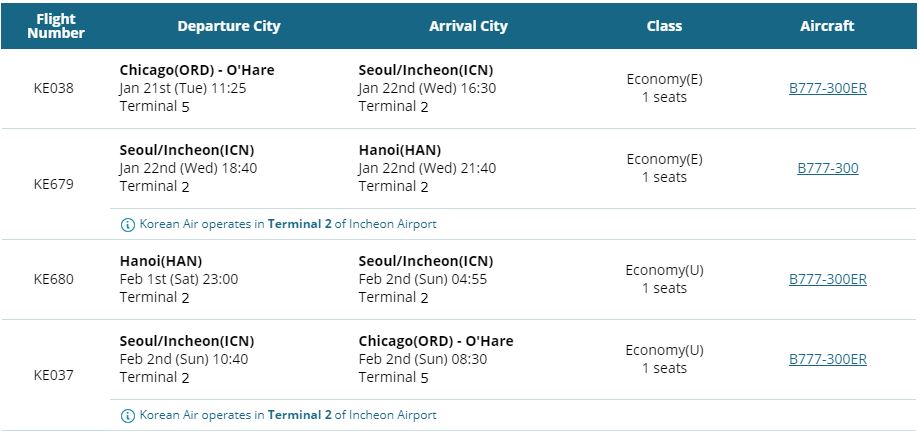 Flight Number Departure City Arrival City Class Aircraft
KE038
Chicago(ORD) - O'Hare
Jan 21st (Tue) 11:25
Terminal 5
Seoul/Incheon(ICN)
Jan 22nd (Wed) 16:30
Terminal 2
Economy(E)
1 seats
B777-300ER
KE679
Seoul/Incheon(ICN)
Jan 22nd (Wed) 18:40
Terminal 2
Hanoi(HAN)
Jan 22nd (Wed) 21:40
Terminal 2
Economy(E)
1 seats
B777-300
Korean Air operates in Terminal 2 of Incheon Airport
KE680
Hanoi(HAN)
Feb 1st (Sat) 23:00
Terminal 2
Seoul/Incheon(ICN)
Feb 2nd (Sun) 04:55
Terminal 2
Economy(U)
1 seats
B777-300ER
KE037
Seoul/Incheon(ICN)
Feb 2nd (Sun) 10:40
Terminal 2
Chicago(ORD) - O'Hare
Feb 2nd (Sun) 08:30
Terminal 5
Economy(U)
1 seats
B777-300ER
Korean Air operates in Terminal 2 of Incheon Airport